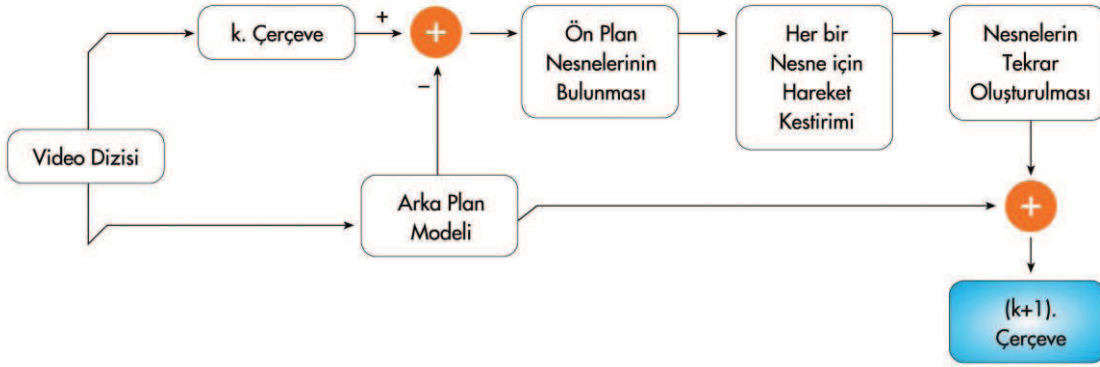 k. Çerçeve
+
+
Ön Plan
Nesnelerinin
Bulunması
Her bir
Nesne için
Hareket
Kestirimi
Nesnelerin
Tekrar
Oluşturulması
–
Video Dizisi
Arka Plan
Modeli
+
(k+1).
Çerçeve